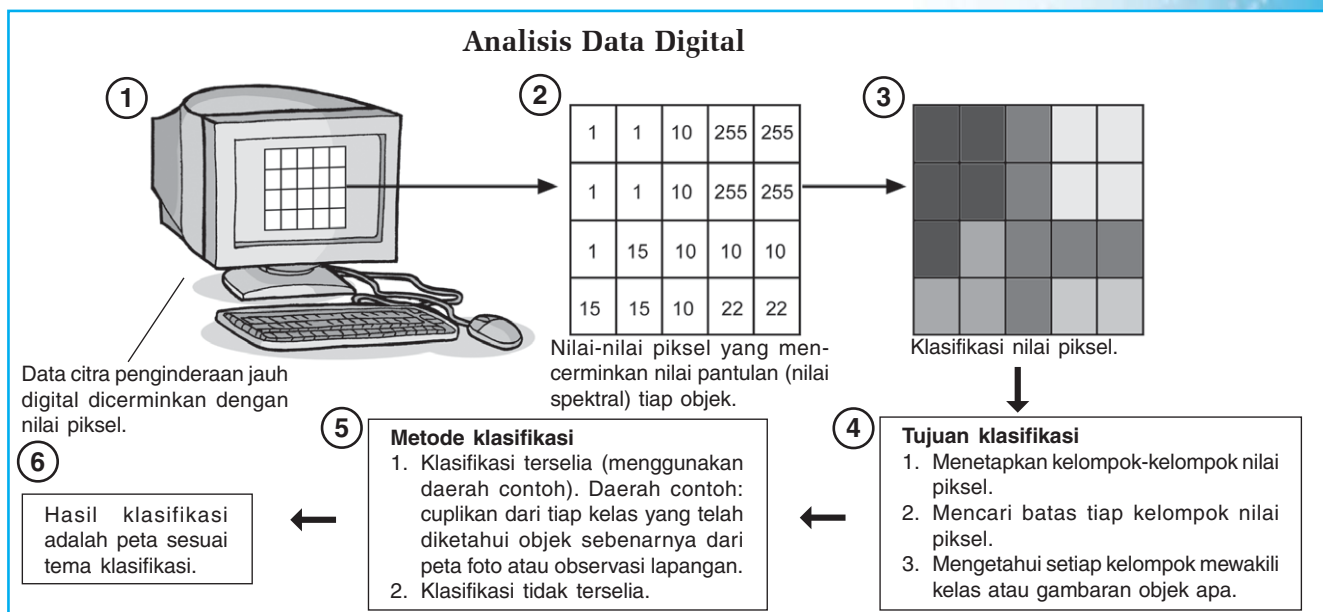 Analisis Data Digital
1
Data citra penginderaan jauh
digital dicerminkan dengan
nilai piksel.
2
1 1 10 255 255
1 1 10 255 255
1 15 10 10 10
15 15 10 22 22
Nilai-nilai piksel yang men-
cerminkan nilai pantulan (nilai
spektral) tiap objek.
3
Klasifikasi nilai piksel.
4
Tujuan klasifikasi
1. Menetapkan kelompok-kelompok nilai
piksel.
2. Mencari batas tiap kelompok nilai
piksel.
3. Mengetahui setiap kelompok mewakili
kelas atau gambaran objek apa.
5
Metode klasifikasi
1. Klasifikasi terselia (menggunakan
daerah contoh). Daerah contoh:
cuplikan dari tiap kelas yang telah
diketahui objek sebenarnya dari
peta foto atau observasi lapangan.
2. Klasifikasi tidak terselia.
6
Hasil klasifikasi
adalah peta sesuai
tema klasifikasi.